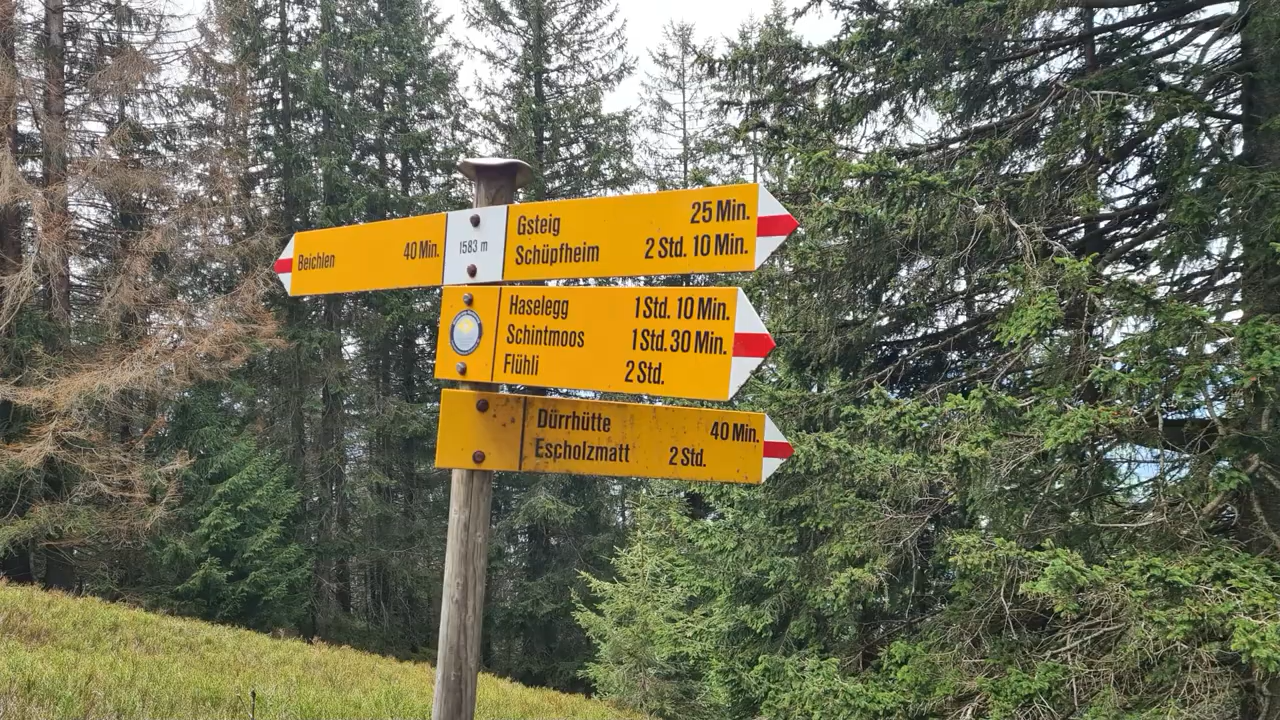 Beichlen 40 Min.
1583 m
Gsteig 25 Min.
Schüpfheim 2 Std. 10 Min.
Haselegg 1 Std. 10 Min.
Schintmoos 1 Std. 30 Min.
Flühli 2 Std.
Dürrhütte 40 Min.
Escholzmatt 2 Std.